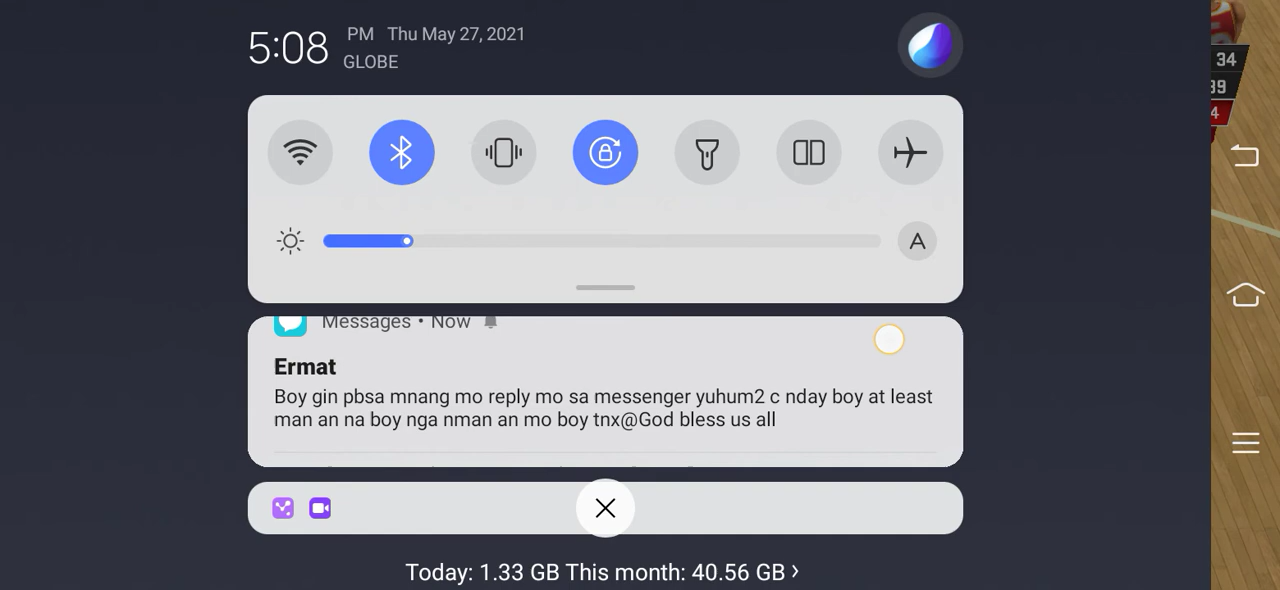 5:08 PM Thu May 27, 2021
GLOBE
34
39
4
A
Messages • Now
Ermat
Boy gin pbsa mnang mo reply mo sa messenger yuhum2 c nday boy at least
man an na boy nga nman an mo boy tnx@God bless us all
Today: 1.33 GB This month: 40.56 GB ›